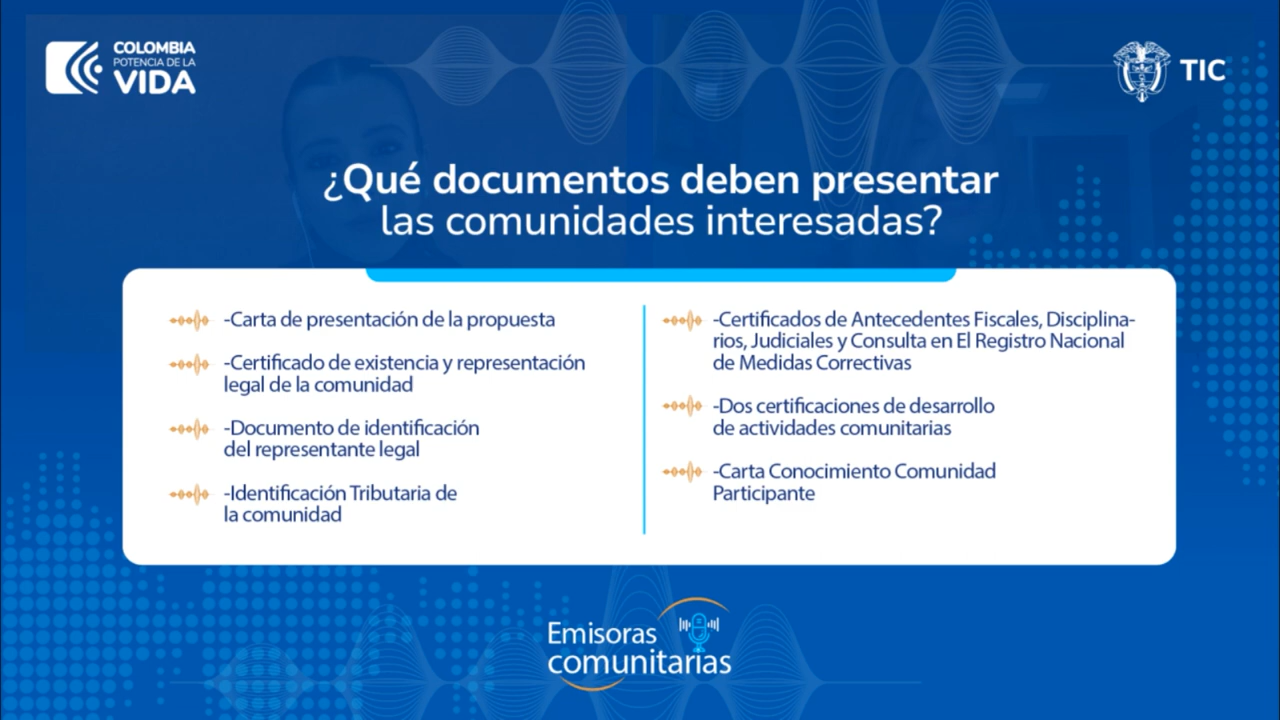 COLOMBIA
POTENCIA DE LA
VIDA
TIC
¿Qué documentos deben presentar
las comunidades interesadas?
-Carta de presentación de la propuesta
-Certificado de existencia y representación
legal de la comunidad
-Documento de identificación
del representante legal
-Identificación Tributaria de
la comunidad
-Certificados de Antecedentes Fiscales, Disciplina-
rios, Judiciales y Consulta en El Registro Nacional
de Medidas Correctivas
-Dos certificaciones de desarrollo
de actividades comunitarias
-Carta Conocimiento Comunidad
Participante
Emisoras
comunitarias